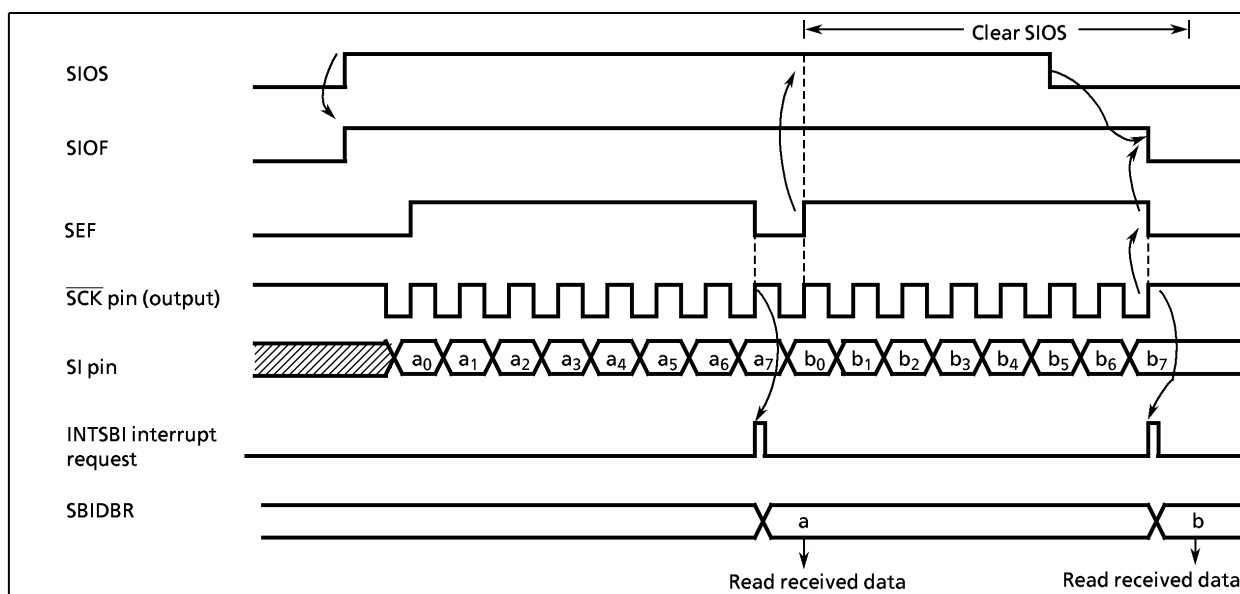 Clear SIOS
SIOS
SIOF
SEF
SCK pin (output)
SI pin
a0 a1 a2 a3 a4 a5 a6 a7 b0 b1 b2 b3 b4 b5 b6 b7
INTSBI interrupt
request
SBIDBR
a b
Read received data Read received data